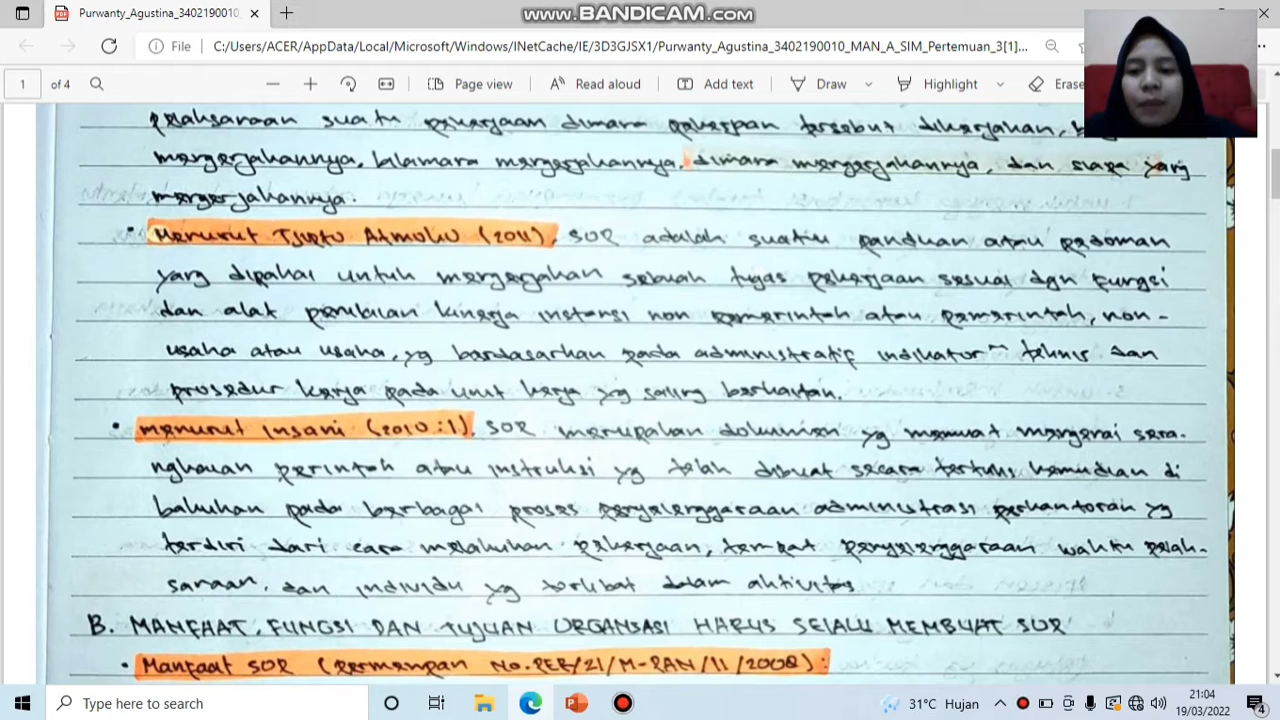 Purwanty_Agustina_3402190010_
www.BANDICAM.com
File C:/Users/ACER/AppData/Local/Microsoft/Windows/INetCache/IE/3D3GJSX1/Purwanty_Agustina_3402190010_MAN_A_SIM_Pertemuan_3[1]...
1 of 4 Page view Read aloud Add text Draw Highlight Erase
suatu pekerjaan dimana pekerjaan tersebut dikerjakan,
mengerjakannya, bilamana mengerjakannya, dimana mengerjakannya, dan siapa yang
mengerjakannya.
• Menurut Tjipto Atmoko (2011), SOP adalah suatu panduan atau pedoman
yang dipakai untuk mengerjakan sebuah tugas pekerjaan sesuai dgn fungsi
dan alat penilaian kinerja instansi non pemerintah atau pemerintah, non-
usaha atau usaha, yg berdasarkan pada administratif indikator" teknis dan
prosedur kerja pada unit kerja yg saling berkaitan.
• menurut Insani (2010:1), SOP merupakan dokumen yg memuat mengenai sera-
ngkaian perintah atau instruksi yg telah dibuat secara tertulis kemudian di
bakukan pada berbagai proses penyelenggaraan administrasi perkantoran yg
terdiri dari cara melakukan pekerjaan, tempat penyelenggaraan waktu pelak-
sanaan, dan individu yg terlibat dalam aktivitas
B. MANFAAT, FUNGSI DAN TUJUAN ORGANSASI HARUS SELALU MEMBUAT SOP
• Manfaat SOP (Permenpan No.PER/21/M-PAN/11/2008):
Type here to search 31°C Hujan 21:04
19/03/2022 4